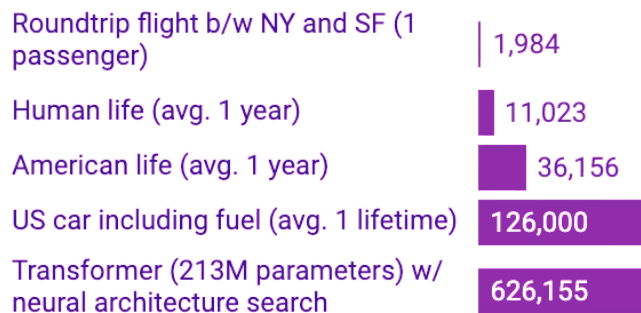 Roundtrip flight b/w NY and SF (1
passenger)
1,984
Human life (avg. 1 year)
11,023
American life (avg. 1 year)
36,156
US car including fuel (avg. 1 lifetime)
126,000
Transformer (213M parameters) w/
neural architecture search
626,155